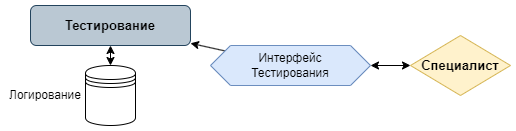 Тестирование
Интерфейс
Тестирования
Специалист
Логирование